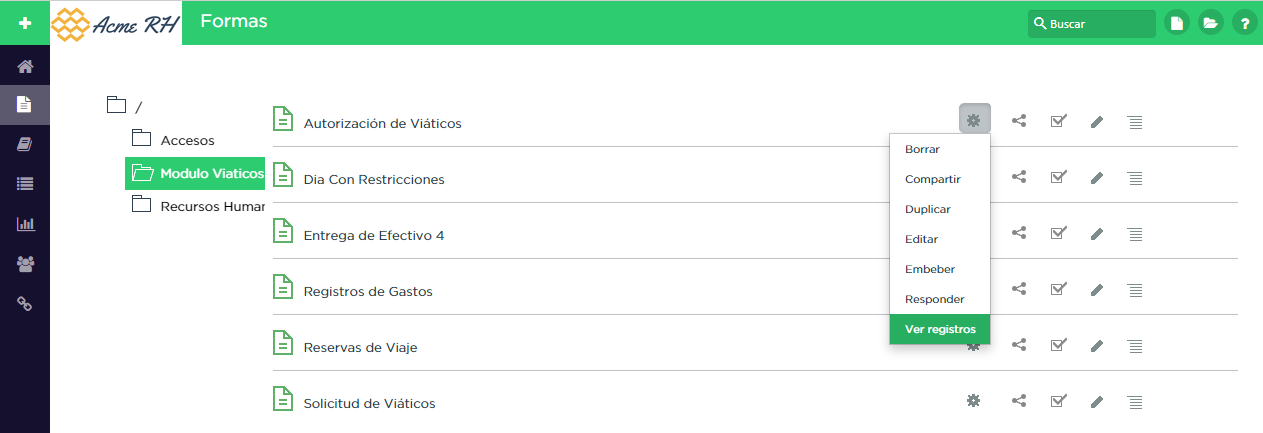 Acme RH
Formas
Buscar
?
/
Accesos
Modulo Viaticos
Recursos Humar
Autorización de Viáticos
Dia Con Restricciones
Entrega de Efectivo 4
Registros de Gastos
Reservas de Viaje
Solicitud de Viáticos
Borrar
Compartir
Duplicar
Editar
Embeber
Responder
Ver registros